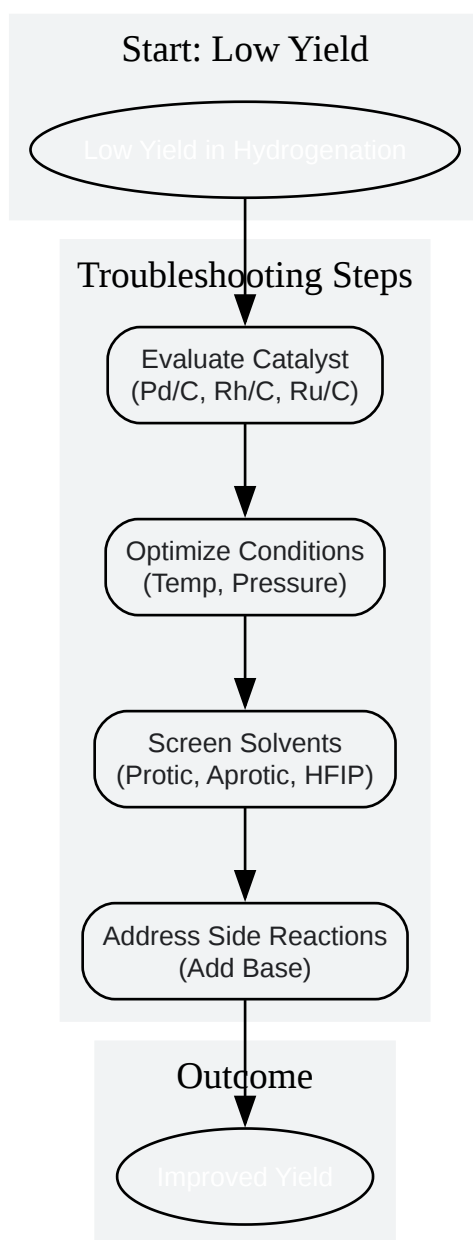 Start: Low Yield
Low Yield in Hydrogenation
Troubleshooting Steps
Evaluate Catalyst
(Pd/C, Rh/C, Ru/C)
Optimize Conditions
(Temp, Pressure)
Screen Solvents
(Protic, Aprotic, HFIP)
Address Side Reactions
(Add Base)
Outcome
Improved Yield